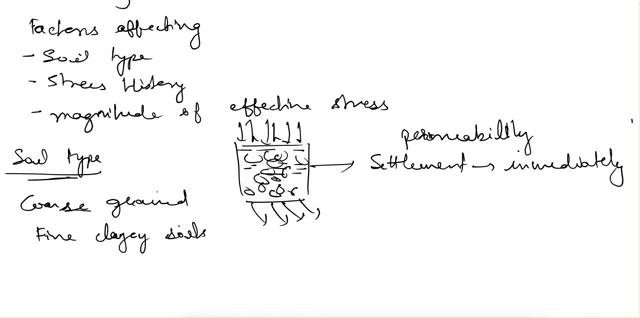 Factors affecting
- Soil type
- Stress History
- magnitude of effective stress
Soil type
Coarse grained
Fine clayey soils
permeability
Settlement → immediately